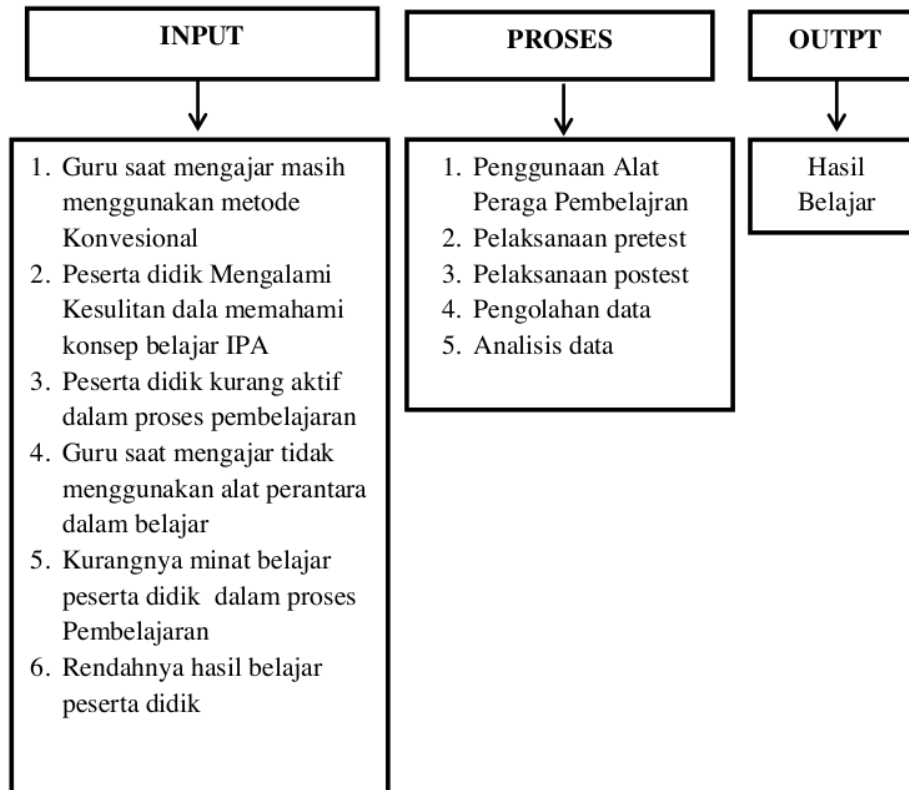 INPUT
PROSES
OUTPT
1. Guru saat mengajar masih
menggunakan metode
Konvesional
2. Peserta didik Mengalami
Kesulitan dala memahami
konsep belajar IPA
3. Peserta didik kurang aktif
dalam proses pembelajaran
4. Guru saat mengajar tidak
menggunakan alat perantara
dalam belajar
5. Kurangnya minat belajar
peserta didik dalam proses
Pembelajaran
6. Rendahnya hasil belajar
peserta didik
1. Penggunaan Alat
Peraga Pembelajran
2. Pelaksanaan pretest
3. Pelaksanaan postest
4. Pengolahan data
5. Analisis data
Hasil
Belajar